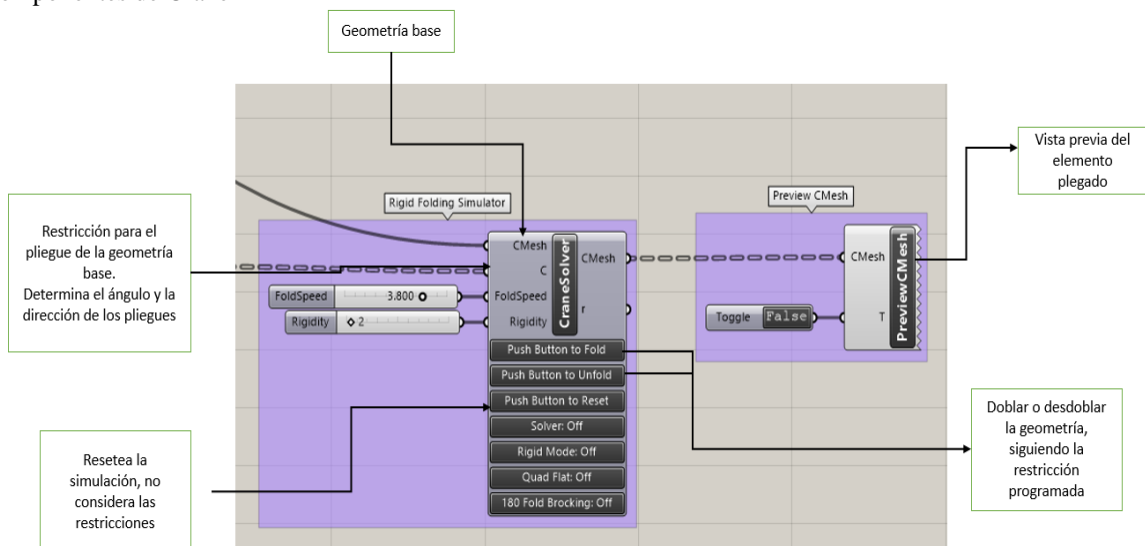 Geometría base
Rigid Folding Simulator
Preview CMesh
Vista previa del
elemento
plegado
Restricción para el
pliegue de la geometría
base.
Determina el ángulo y la
dirección de los pliegues
CMesh
C
FoldSpeed
Rigidity
CraneSolver
CMesh
r
FoldSpeed
3.800
Rigidity
2
Push Button to Fold
Push Button to Unfold
Push Button to Reset
Solver: Off
Rigid Mode: Off
Quad Flat: Off
180 Fold Brocking: Off
CMesh
T
PreviewCMesh
Toggle
False
Doblar o desdoblar
la geometría,
siguiendo la
restricción
programada
Resetea la
simulación, no
considera las
restricciones